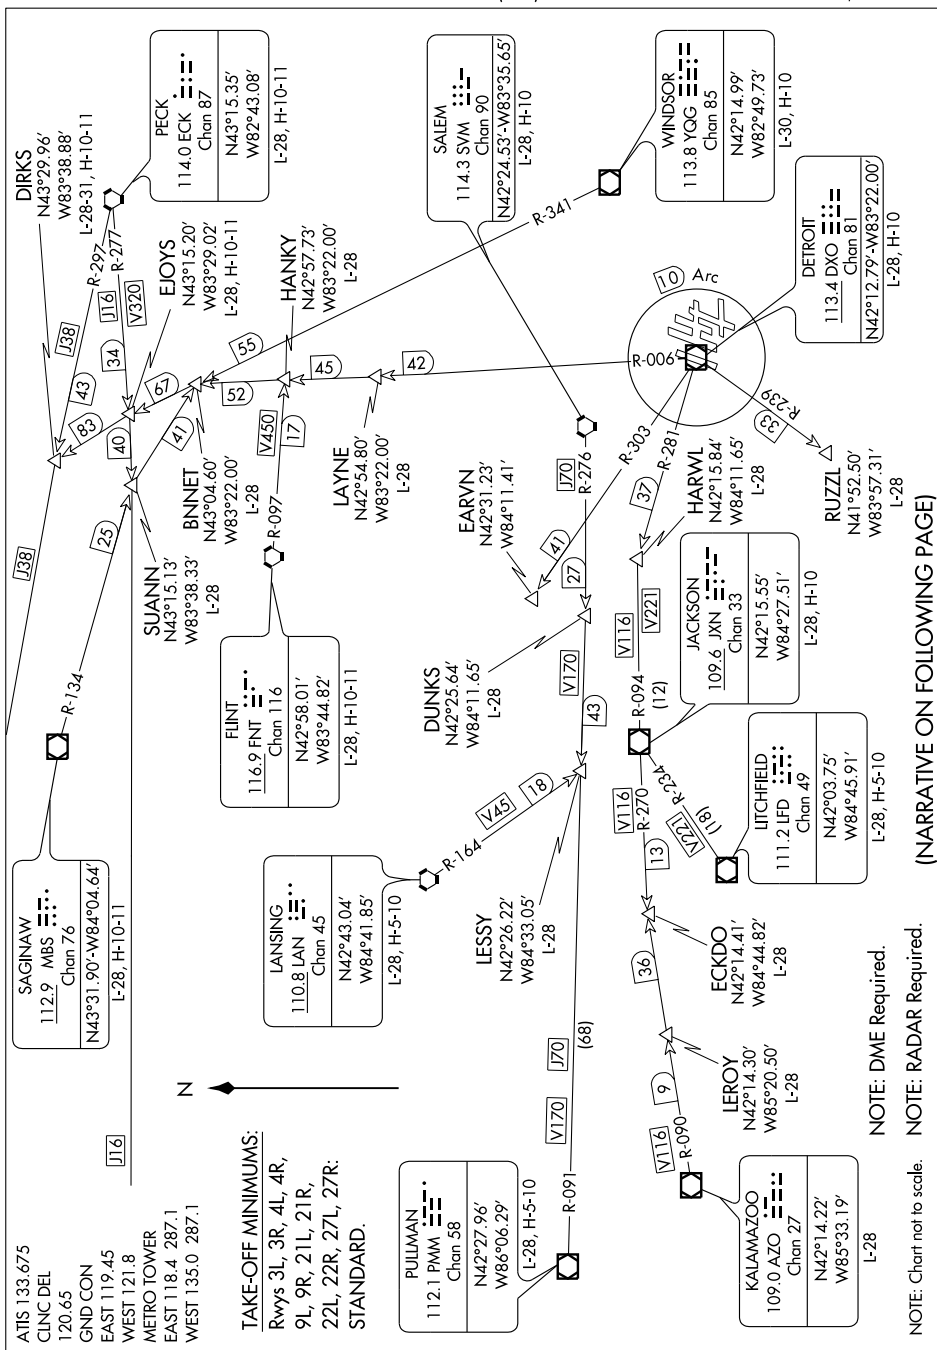 ATIS 133.675
CLNC DEL
120.65
GND CON
EAST 119.45
WEST 121.8
METRO TOWER
EAST 118.4 287.1
WEST 135.0 287.1
TAKE-OFF MINIMUMS:
Rwys 3L, 3R, 4L, 4R,
9L, 9R, 21L, 21R,
22L, 22R, 27L, 27R:
STANDARD.
N
J16
SAGINAW
112.9 MBS
Chan 76
N43°31.90'-W84°04.64'
L-28, H-10-11
R-134
25
J38
DIRKS
N43°29.96'
W83°38.88'
L-28-31, H-10-11
J38
R-297
43
83
PECK
114.0 ECK
Chan 87
N43°15.35'
W82°43.08'
L-28, H-10-11
R-277
J16
V320
34
EJOYS
N43°15.20'
W83°29.02'
L-28, H-10-11
40
67
41
SUANN
N43°15.13'
W83°38.33'
L-28
BNNET
N43°04.60'
W83°22.00'
L-28
55
52
HANKY
N42°57.73'
W83°22.00'
L-28
FLINT
116.9 FNT
Chan 116
N42°58.01'
W83°44.82'
L-28, H-10-11
R-097
V450
17
45
LAYNE
N42°54.80'
W83°22.00'
L-28
42
R-006
SALEM
114.3 SVM
Chan 90
N42°24.53'-W83°35.65'
L-28, H-10
R-341
WINDSOR
113.8 YQG
Chan 85
N42°14.99'
W82°49.73'
L-30, H-10
10 Arc
DETROIT
113.4 DXO
Chan 81
N42°12.79'-W83°22.00'
L-28, H-10
LANSING
110.8 LAN
Chan 45
N42°43.04'
W84°41.85'
L-28, H-5-10
R-164
V45
18
EARVN
N42°31.23'
W84°11.41'
L-28
R-303
41
J70
R-276
27
DUNKS
N42°25.64'
W84°11.65'
L-28
V170
43
LESSY
N42°26.22'
W84°33.05'
L-28
J70
(68)
V170
R-091
PULLMAN
112.1 PMM
Chan 58
N42°27.96'
W86°06.29'
L-28, H-5-10
R-281
37
HARWL
N42°15.84'
W84°11.65'
L-28
R-239
33
RUZZL
N41°52.50'
W83°57.31'
L-28
V116
V221
R-094
(12)
JACKSON
109.6 JXN
Chan 33
N42°15.55'
W84°27.51'
L-28, H-10
R-234
V221
(18)
LITCHFIELD
111.2 LFD
Chan 49
N42°03.75'
W84°45.91'
L-28, H-5-10
V116
R-270
13
ECKDO
N42°14.41'
W84°44.82'
L-28
36
LEROY
N42°14.30'
W85°20.50'
L-28
9
V116
R-090
KALAMAZOO
109.0 AZO
Chan 27
N42°14.22'
W85°33.19'
L-28
NOTE: DME Required.
NOTE: RADAR Required.
NOTE: Chart not to scale.
(NARRATIVE ON FOLLOWING PAGE)